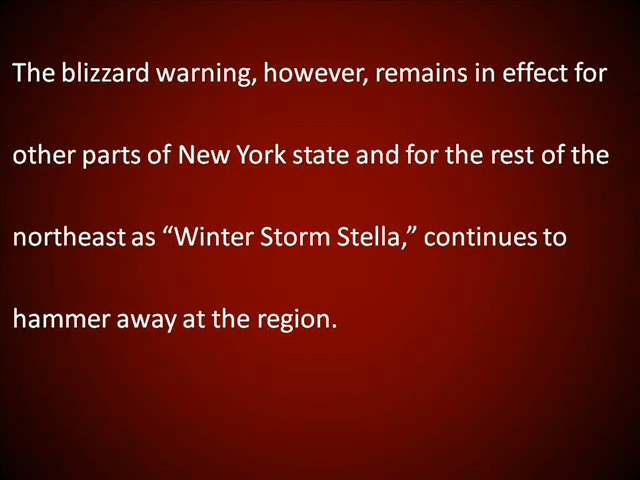 The blizzard warning, however, remains in effect for
other parts of New York state and for the rest of the
northeast as “Winter Storm Stella,” continues to
hammer away at the region.